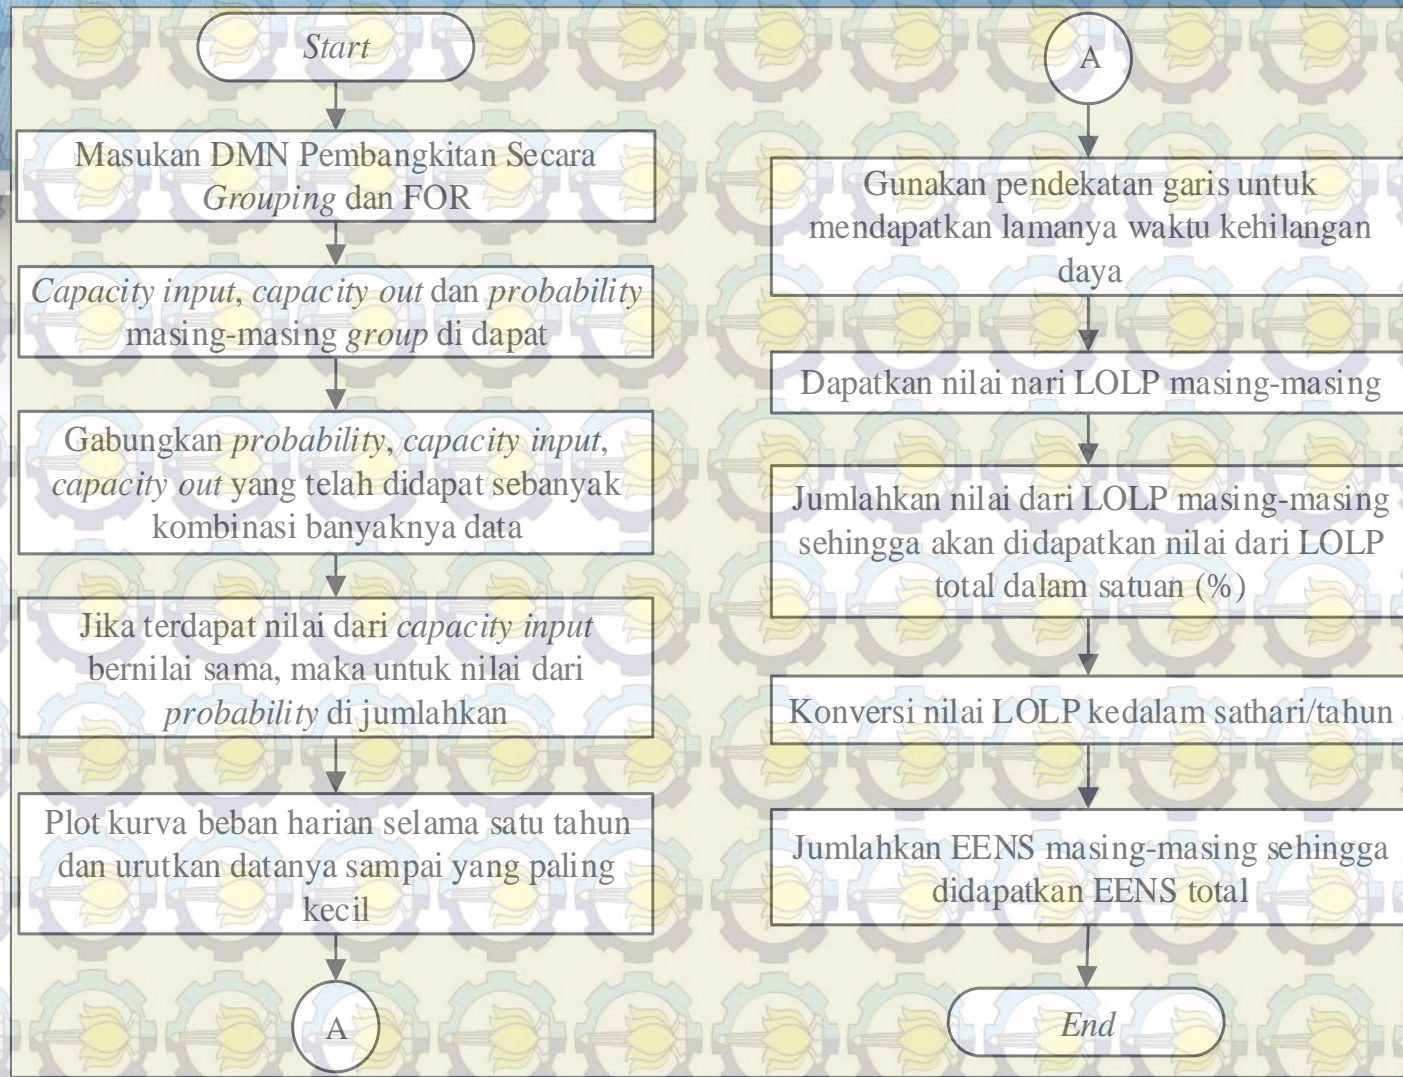 Start
Masukan DMN Pembangkitan Secara
Grouping dan FOR
Capacity input, capacity out dan probability
masing-masing group di dapat
Gabungkan probability, capacity input,
capacity out yang telah didapat sebanyak
kombinasi banyaknya data
Jika terdapat nilai dari capacity input
bernilai sama, maka untuk nilai dari
probability di jumlahkan
Plot kurva beban harian selama satu tahun
dan urutkan datanya sampai yang paling
kecil
A
A
Gunakan pendekatan garis untuk
mendapatkan lamanya waktu kehilangan
daya
Dapatkan nilai nari LOLP masing-masing
Jumlahkan nilai dari LOLP masing-masing
sehingga akan didapatkan nilai dari LOLP
total dalam satuan (%)
Konversi nilai LOLP kedalam sathari/tahun
Jumlahkan EENS masing-masing sehingga
didapatkan EENS total
End